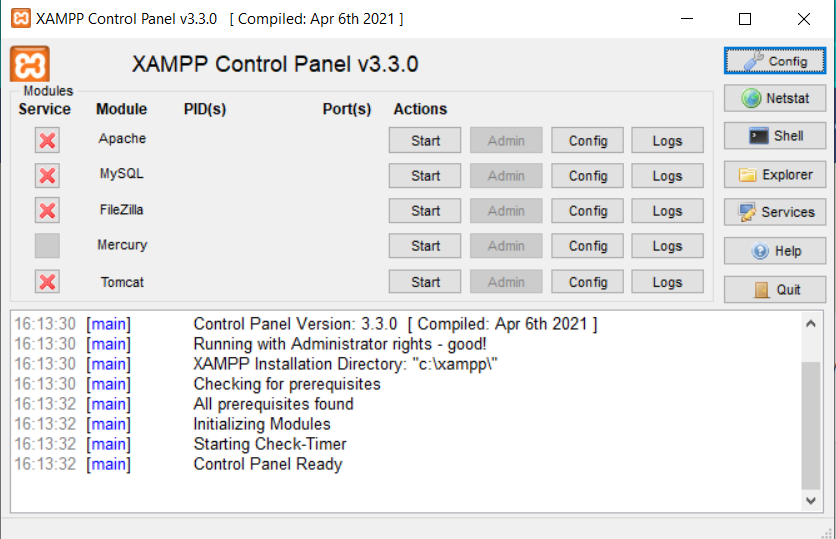 XAMPP Control Panel v3.3.0 [ Compiled: Apr 6th 2021 ]
XAMPP Control Panel v3.3.0
Config
Modules
Service Module PID(s) Port(s) Actions
Netstat
Apache Start Admin Config Logs
Shell
MySQL Start Admin Config Logs
Explorer
FileZilla Start Admin Config Logs
Services
Mercury Start Admin Config Logs
Help
Tomcat Start Admin Config Logs
Quit
16:13:30 [main] Control Panel Version: 3.3.0 [ Compiled: Apr 6th 2021 ]
16:13:30 [main] Running with Administrator rights - good!
16:13:30 [main] XAMPP Installation Directory: "c:\xampp\"
16:13:30 [main] Checking for prerequisites
16:13:32 [main] All prerequisites found
16:13:32 [main] Initializing Modules
16:13:32 [main] Starting Check-Timer
16:13:32 [main] Control Panel Ready